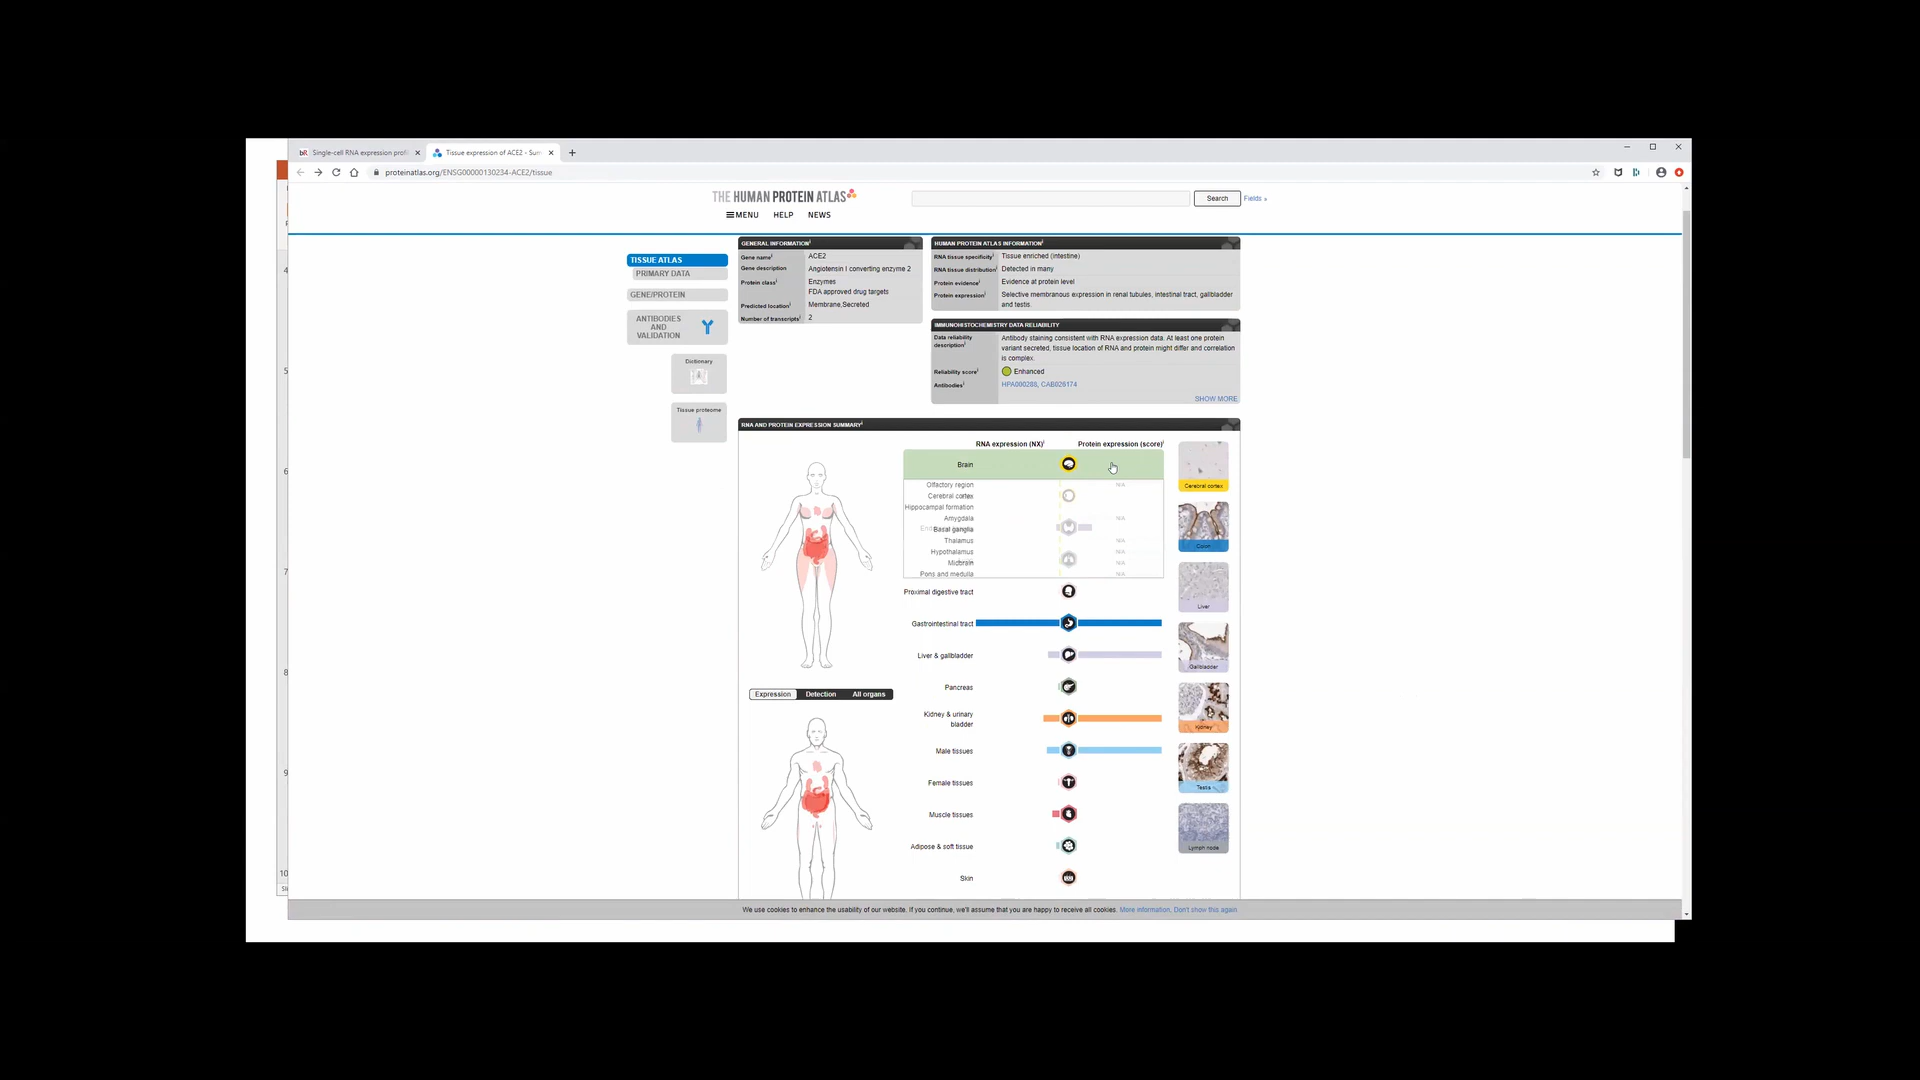 bR Single-cell RNA expression profi
Tissue expression of ACE2 - Sum
proteinatlas.org/ENSG00000130234-ACE2/tissue
THE HUMAN PROTEIN ATLAS
Search
Fields »
MENU HELP NEWS
TISSUE ATLAS
PRIMARY DATA
GENE/PROTEIN
ANTIBODIES
AND
VALIDATION
Dictionary
Tissue proteome
GENERAL INFORMATION
Gene name ACE2
Gene description Angiotensin I converting enzyme 2
Protein class Enzymes
FDA approved drug targets
Predicted location Membrane,Secreted
Number of transcripts 2
HUMAN PROTEIN ATLAS INFORMATION
RNA tissue specificity Tissue enriched (intestine)
RNA tissue distribution Detected in many
Protein evidence Evidence at protein level
Protein expression Selective membranous expression in renal tubules, intestinal tract, gallbladder
and testis.
IMMUNOHISTOCHEMISTRY DATA RELIABILITY
Data reliability description Antibody staining consistent with RNA expression data. At least one protein
variant secreted, tissue location of RNA and protein might differ and correlation
is complex.
Reliability score Enhanced
Antibodies HPA000288, CAB026174
SHOW MORE
RNA AND PROTEIN EXPRESSION SUMMARY
RNA expression (NX) Protein expression (score)
Brain
Olfactory region N/A
Cerebral cortex
Hippocampal formation
Amygdala N/A
Basal ganglia
Thalamus N/A
Hypothalamus N/A
Midbrain N/A
Pons and medulla N/A
Proximal digestive tract
Gastrointestinal tract
Liver & gallbladder
Pancreas
Kidney & urinary
bladder
Male tissues
Female tissues
Muscle tissues
Adipose & soft tissue
Skin
Expression Detection All organs
Cerebral cortex
Colon
Liver
Gallbladder
Kidney
Testis
Lymph node
4
5
6
7
8
9
10
We use cookies to enhance the usability of our website. If you continue, we'll assume that you are happy to receive all cookies. More information. Don't show this again